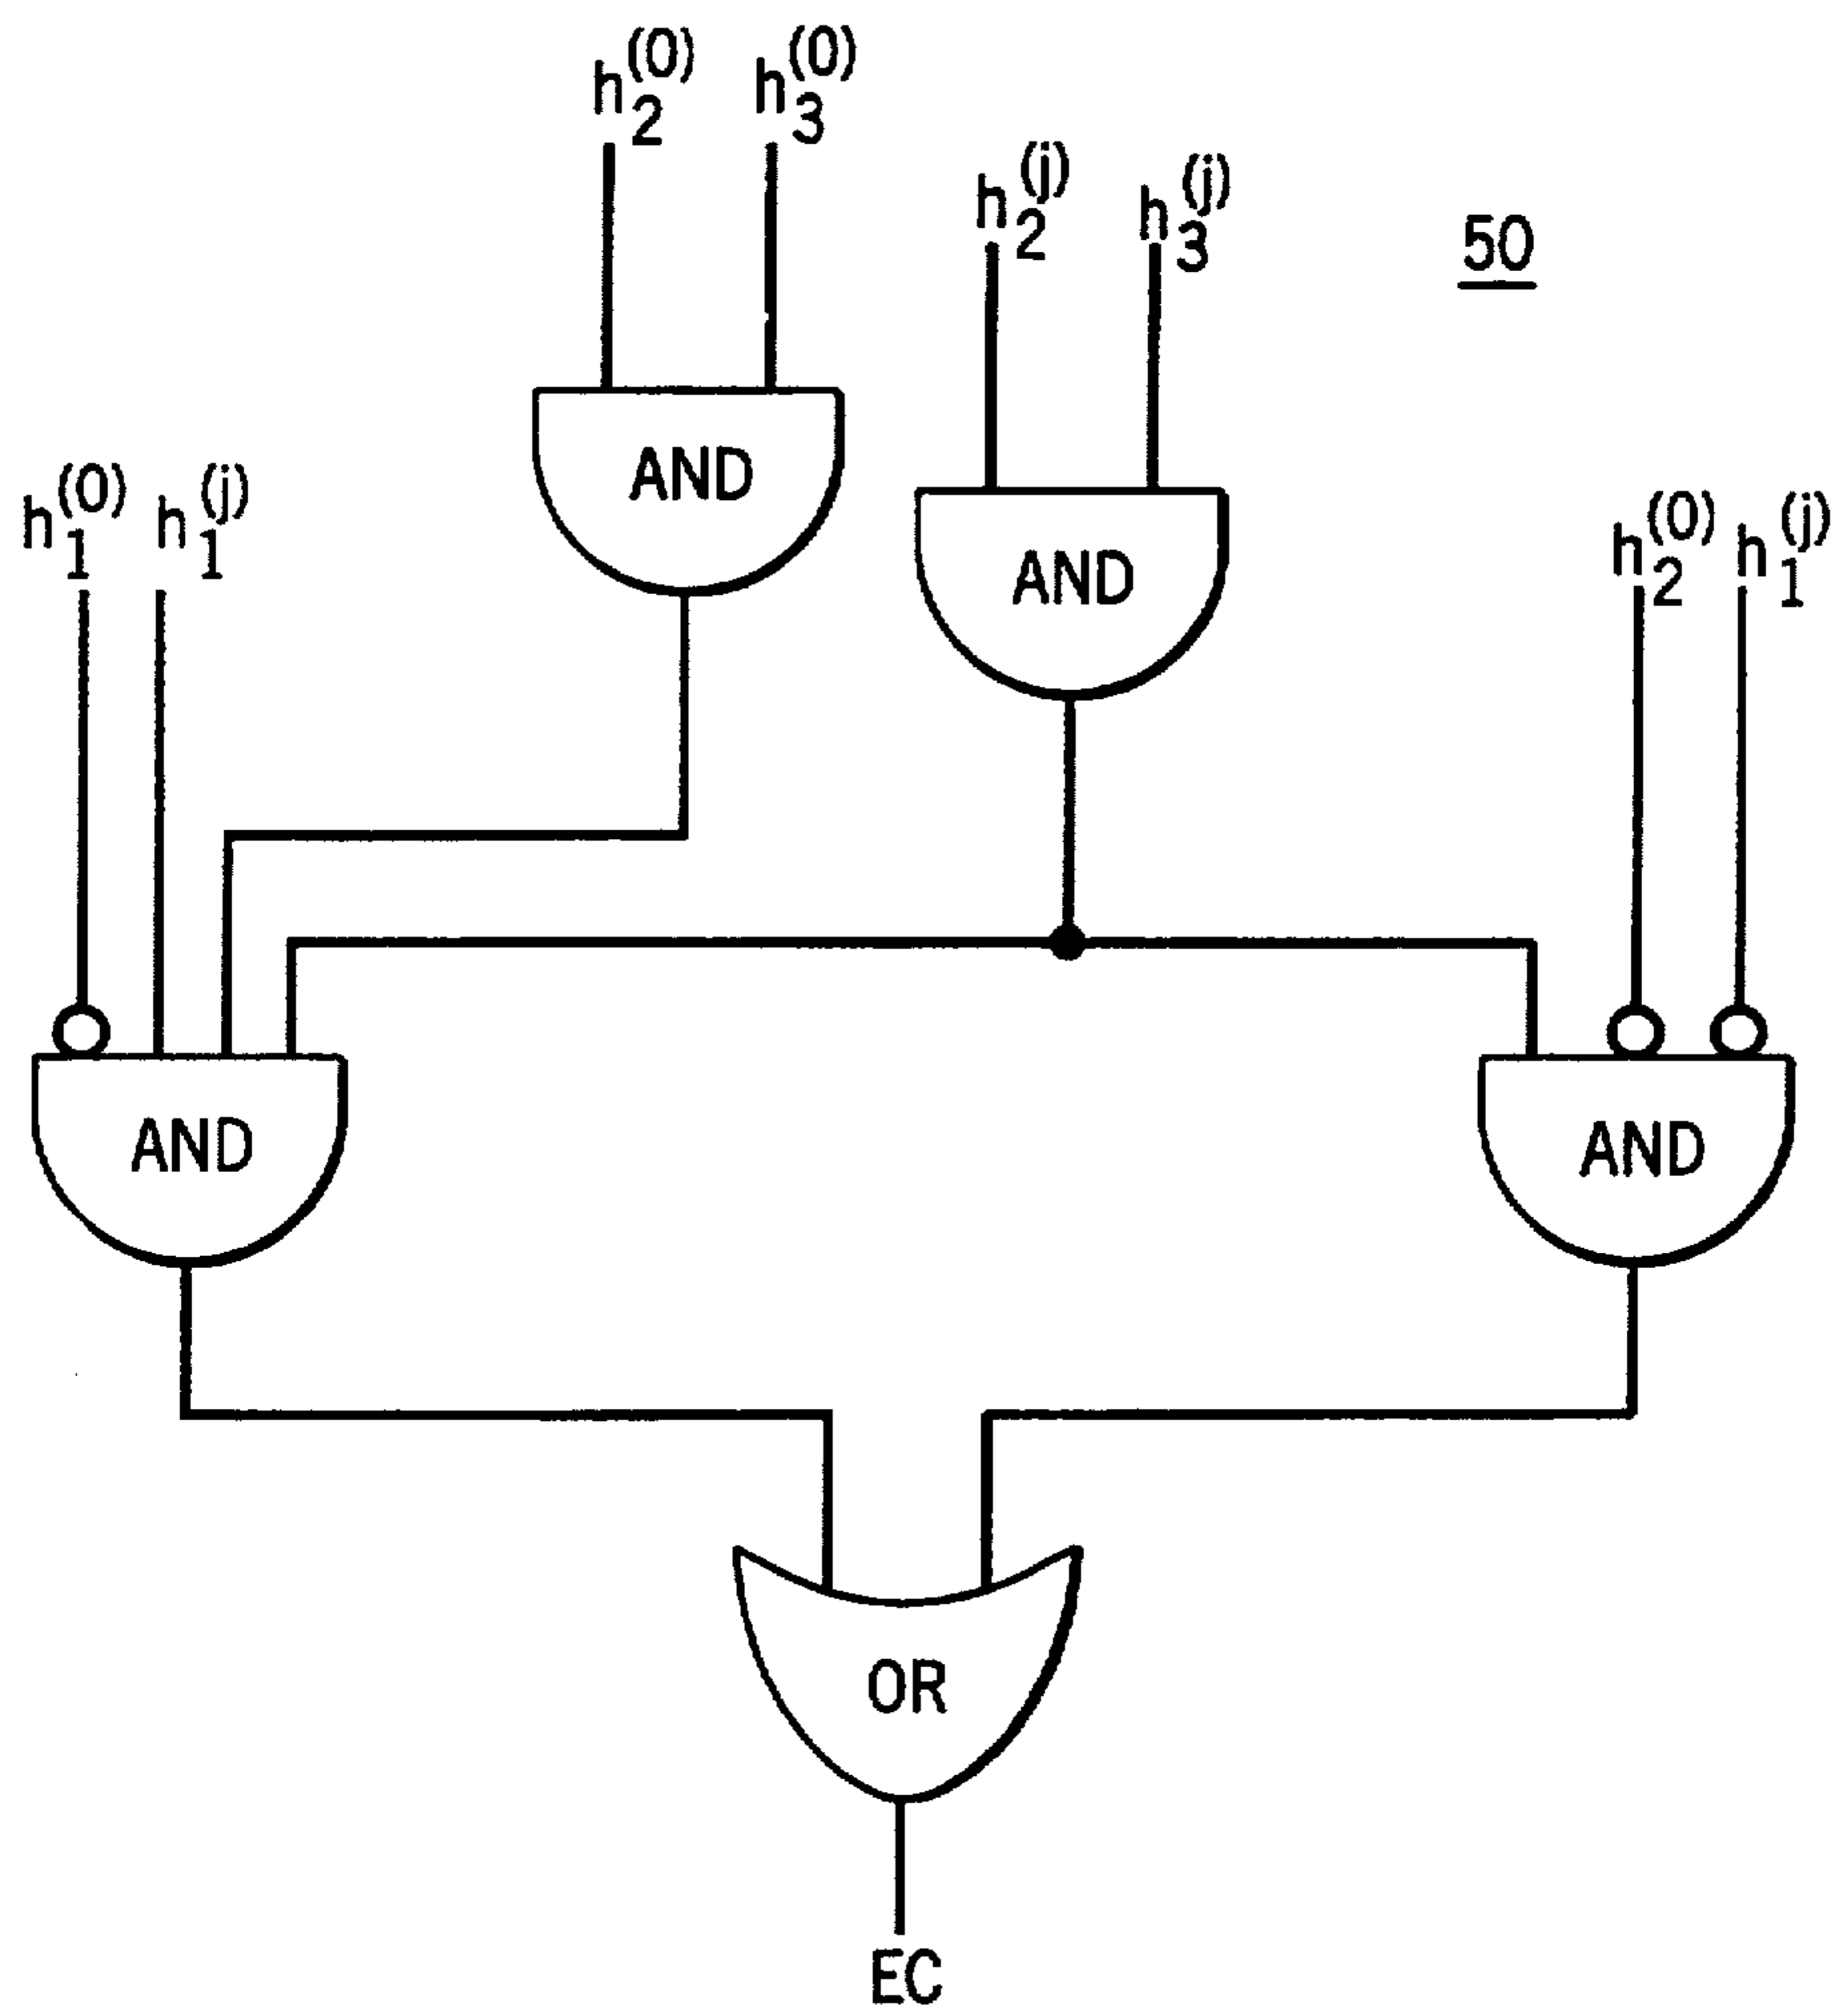 h₂⁽⁰⁾ h₃⁽⁰⁾
h₂⁽ʲ⁾ h₃⁽ʲ⁾
50
AND
AND
h₁⁽⁰⁾ h₁⁽ʲ⁾
h₂⁽⁰⁾ h₁⁽ʲ⁾
AND
AND
OR
EC